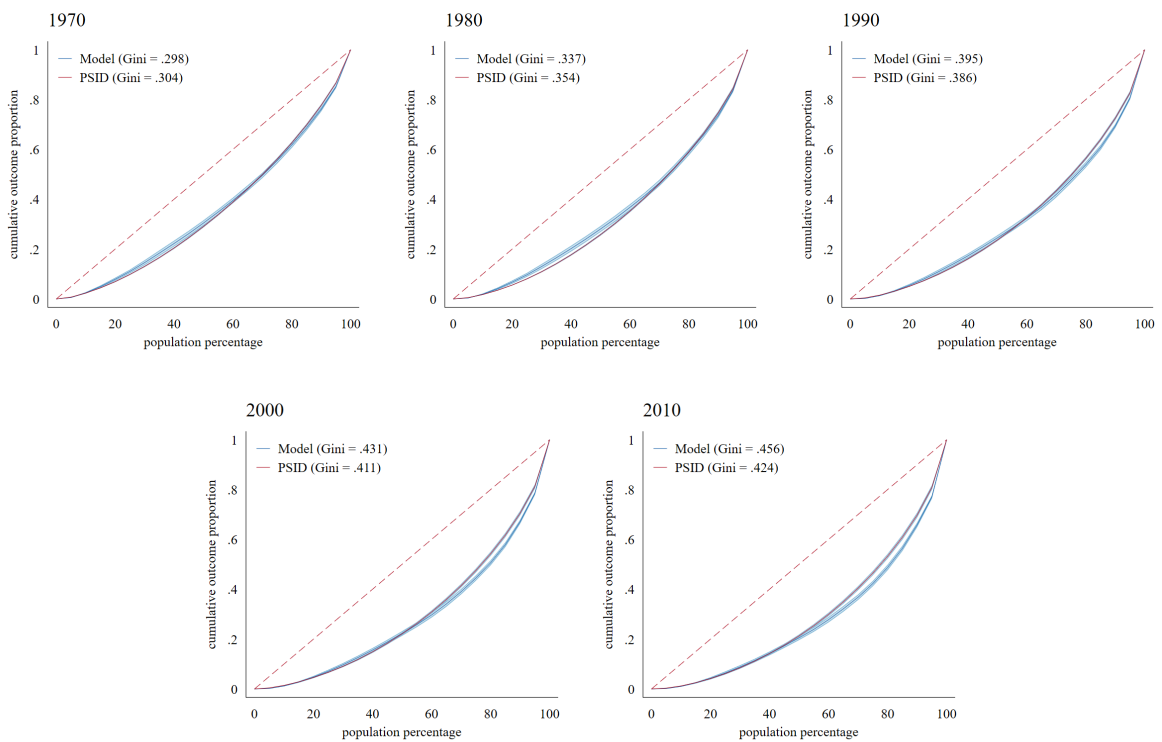 1970
1
.8
.6
.4
.2
0
cumulative outcome proportion
Model (Gini = .298)
PSID (Gini = .304)
0 20 40 60 80 100
population percentage
1980
1
.8
.6
.4
.2
0
cumulative outcome proportion
Model (Gini = .337)
PSID (Gini = .354)
0 20 40 60 80 100
population percentage
1990
1
.8
.6
.4
.2
0
cumulative outcome proportion
Model (Gini = .395)
PSID (Gini = .386)
0 20 40 60 80 100
population percentage
2000
1
.8
.6
.4
.2
0
cumulative outcome proportion
Model (Gini = .431)
PSID (Gini = .411)
0 20 40 60 80 100
population percentage
2010
1
.8
.6
.4
.2
0
cumulative outcome proportion
Model (Gini = .456)
PSID (Gini = .424)
0 20 40 60 80 100
population percentage